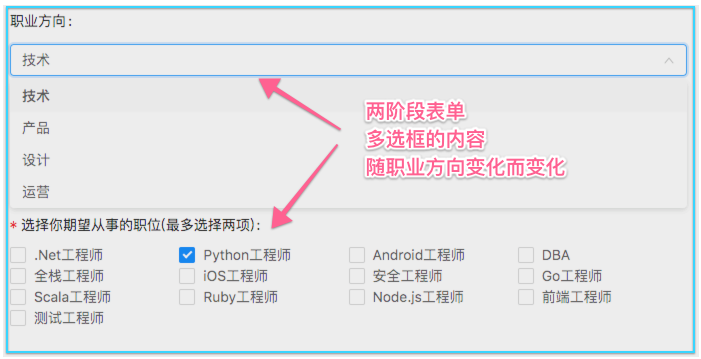 职业方向：
技术
技术
产品
设计
运营
两阶段表单
多选框的内容
随职业方向变化而变化
* 选择你期望从事的职位(最多选择两项)：
.Net工程师 Python工程师 Android工程师 DBA
全栈工程师 iOS工程师 安全工程师 Go工程师
Scala工程师 Ruby工程师 Node.js工程师 前端工程师
测试工程师